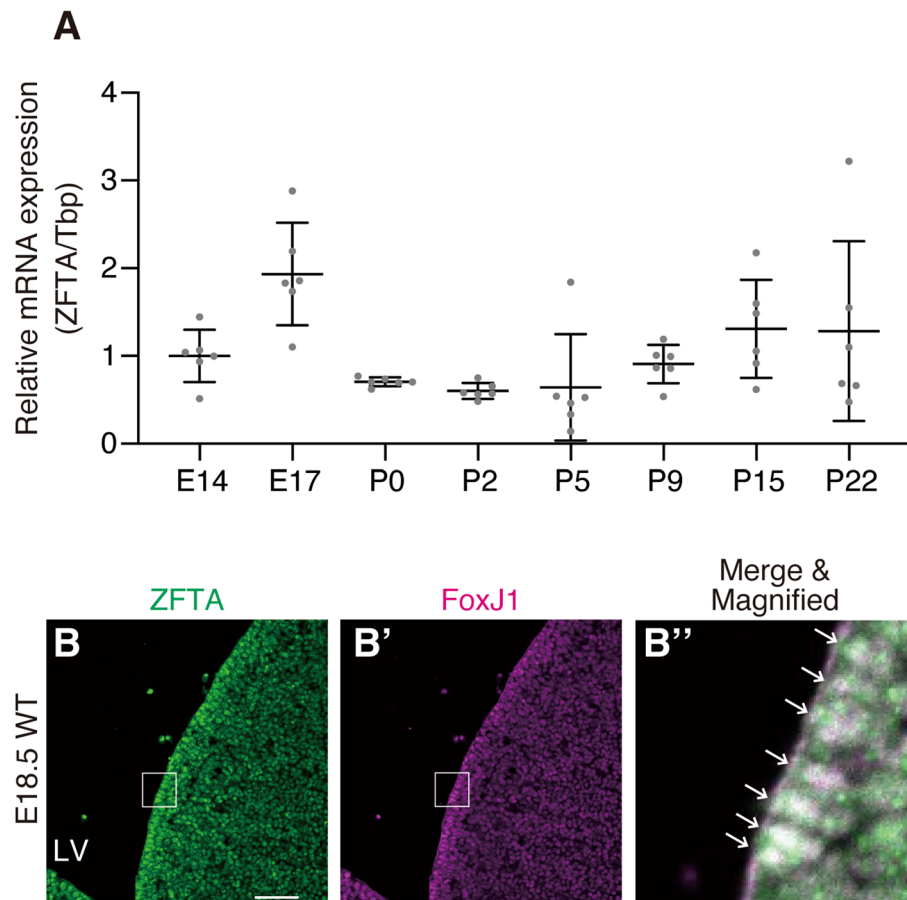 A
Relative mRNA expression
(ZFTA/Tbp)
4
3
2
1
0
E14 E17 P0 P2 P5 P9 P15 P22
ZFTA
FoxJ1
Merge &
Magnified
E18.5 WT
B
B'
B''
LV